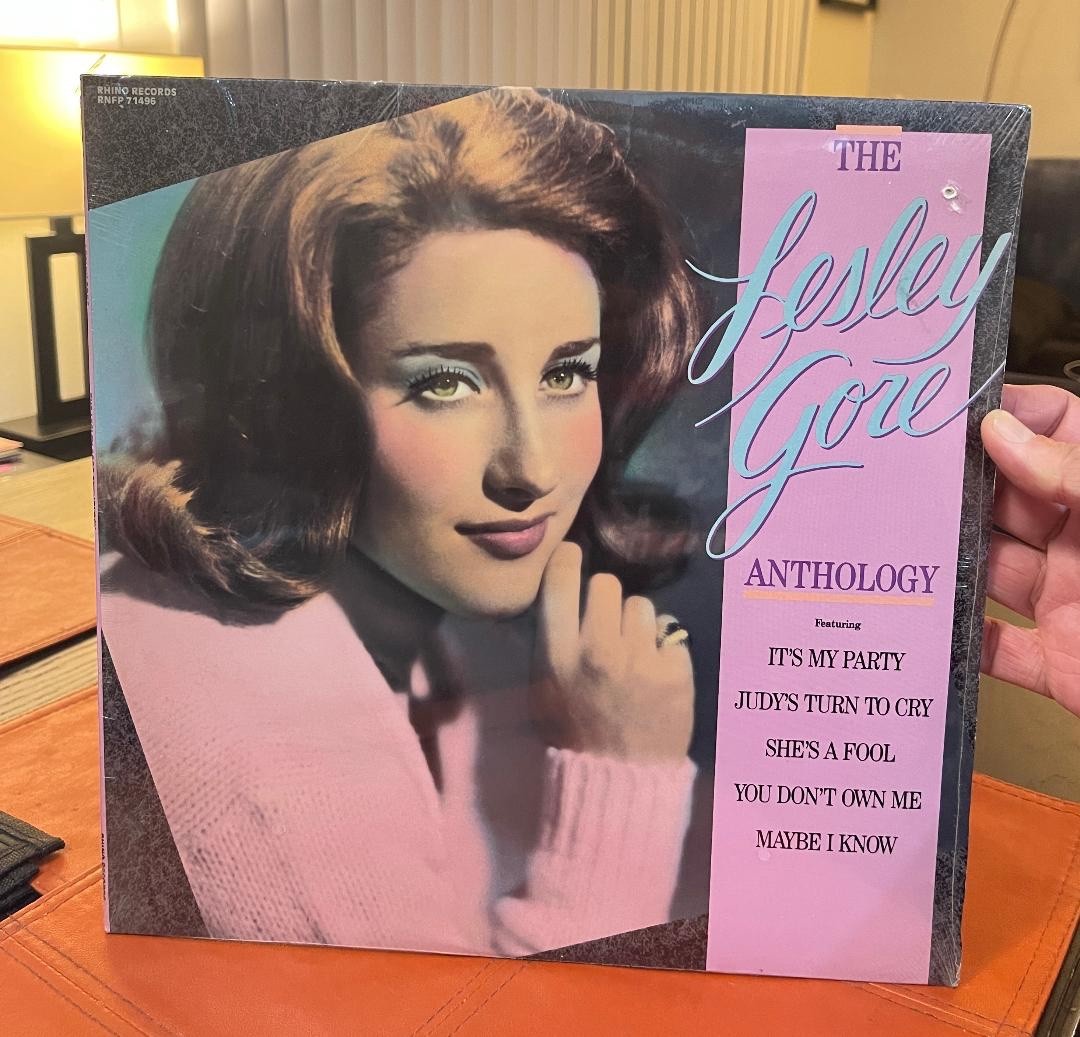 RHINO RECORDS
RNFP 71496
THE
Lesley
Gore
ANTHOLOGY
Featuring
IT'S MY PARTY
JUDY'S TURN TO CRY
SHE'S A FOOL
YOU DON'T OWN ME
MAYBE I KNOW